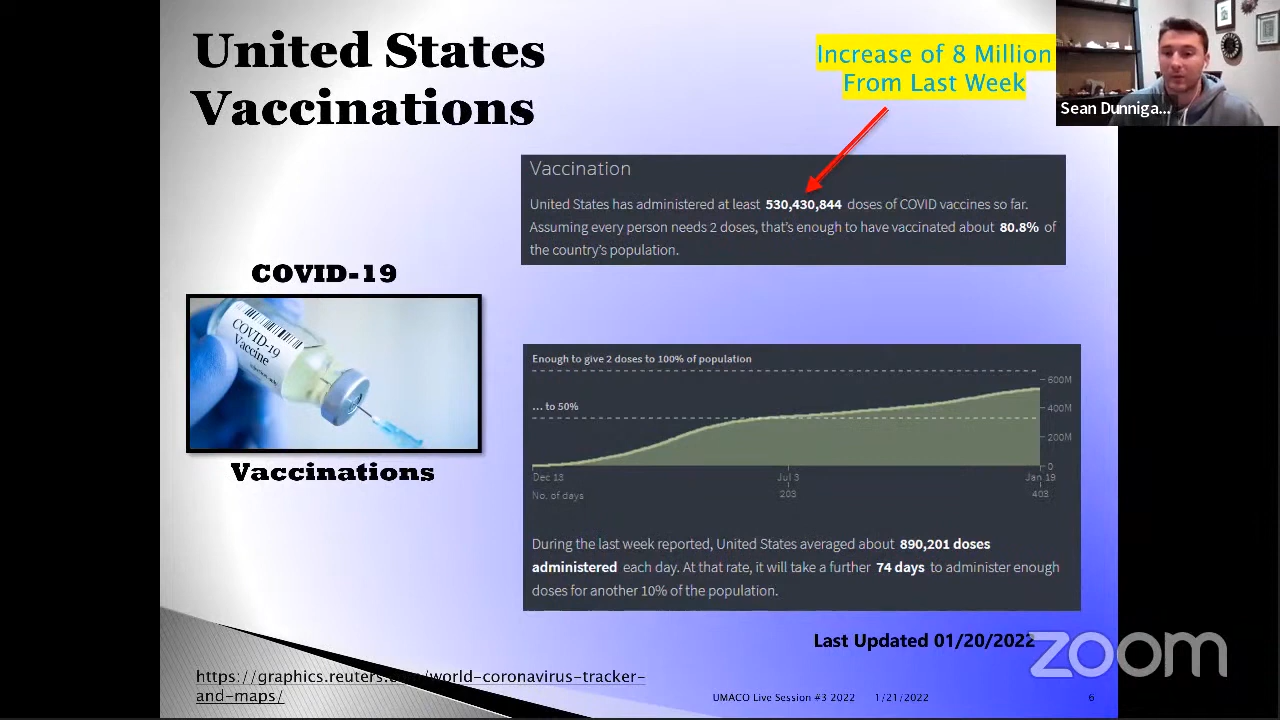 United States
Vaccinations
Increase of 8 Million
From Last Week
Sean Dunniga...
Vaccination
United States has administered at least 530,430,844 doses of COVID vaccines so far.
Assuming every person needs 2 doses, that's enough to have vaccinated about 80.8% of
the country's population.
COVID-19
COVID-19
Vaccine
Vaccinations
Enough to give 2 doses to 100% of population
... to 50%
600M
400M
200M
0
Dec 13
Jul 3
Jan 19
No. of days
203
403
During the last week reported, United States averaged about 890,201 doses
administered each day. At that rate, it will take a further 74 days to administer enough
doses for another 10% of the population.
Last Updated 01/20/2022
zoom
https://graphics.reuters.com/world-coronavirus-tracker-
and-maps/
UMACO Live Session #3 2022 1/21/2022 6